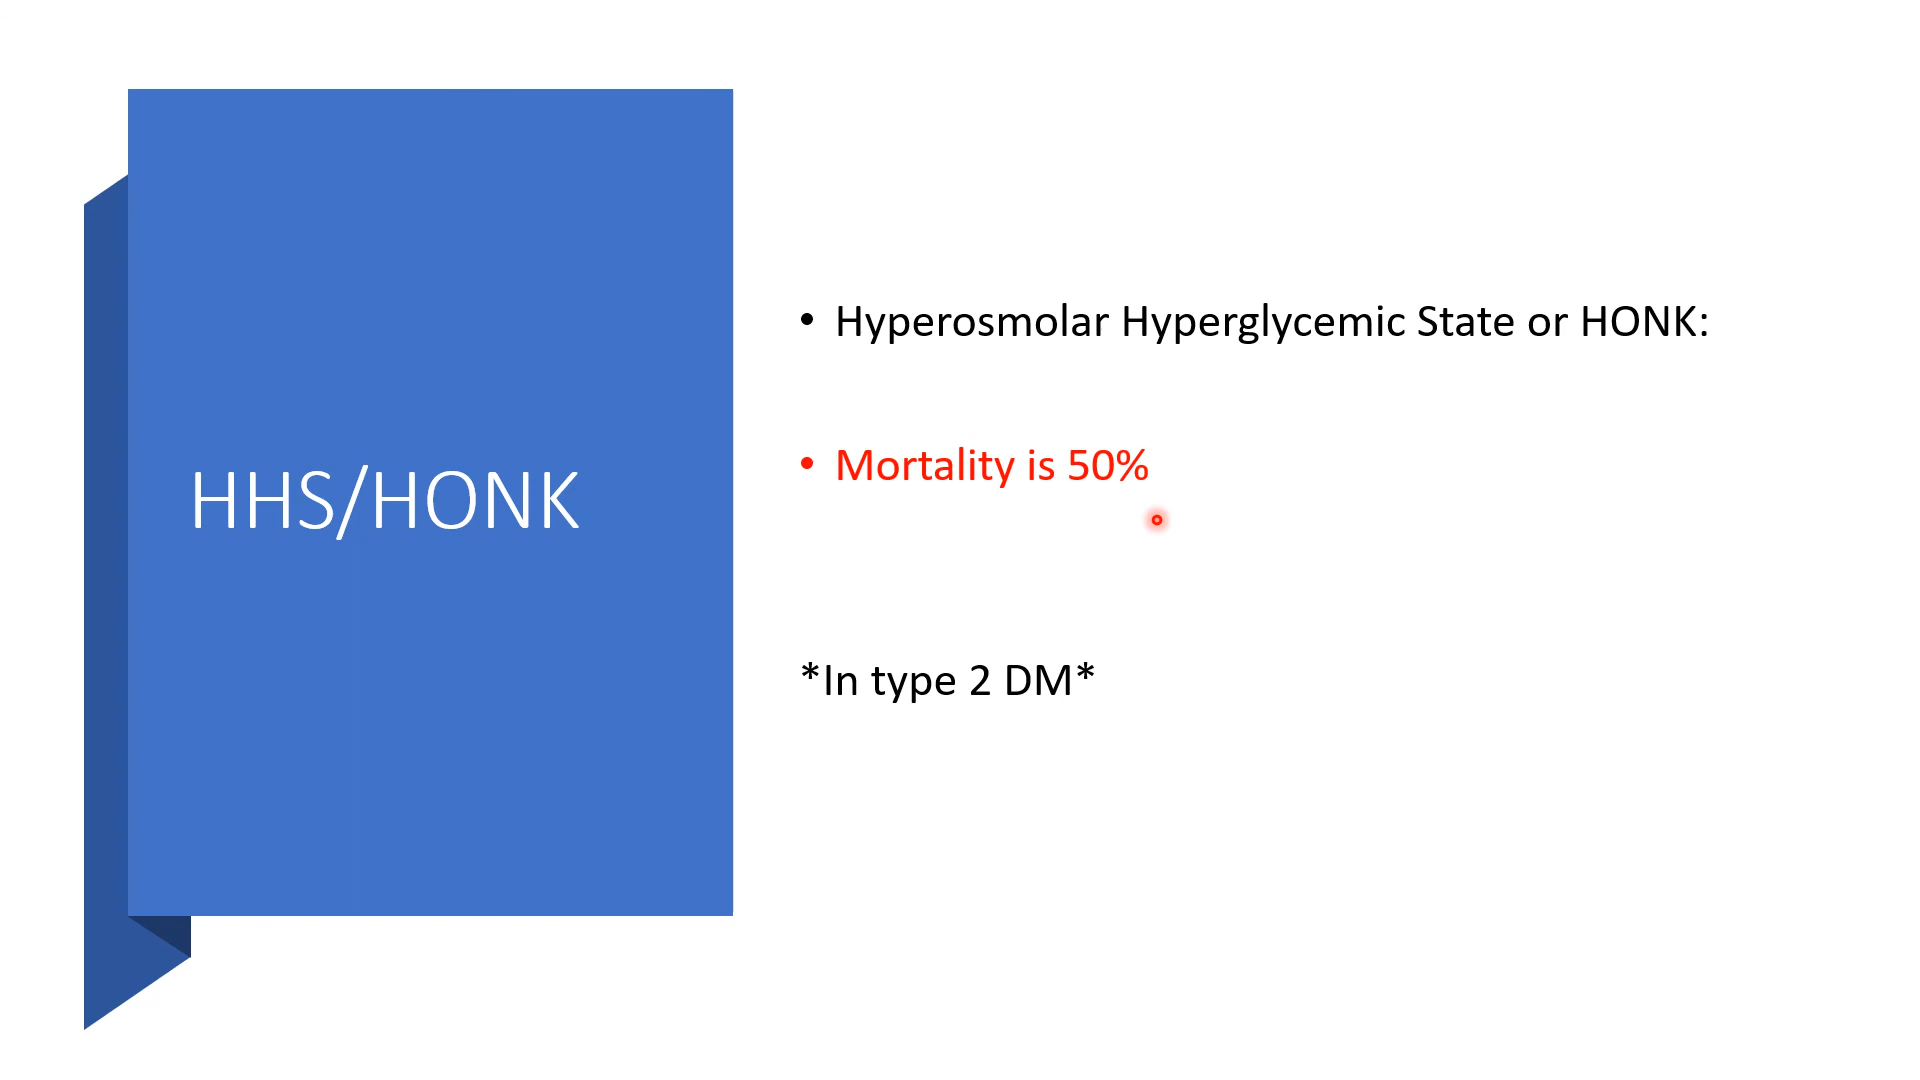 HHS/HONK
• Hyperosmolar Hyperglycemic State or HONK:
• Mortality is 50%
*In type 2 DM*